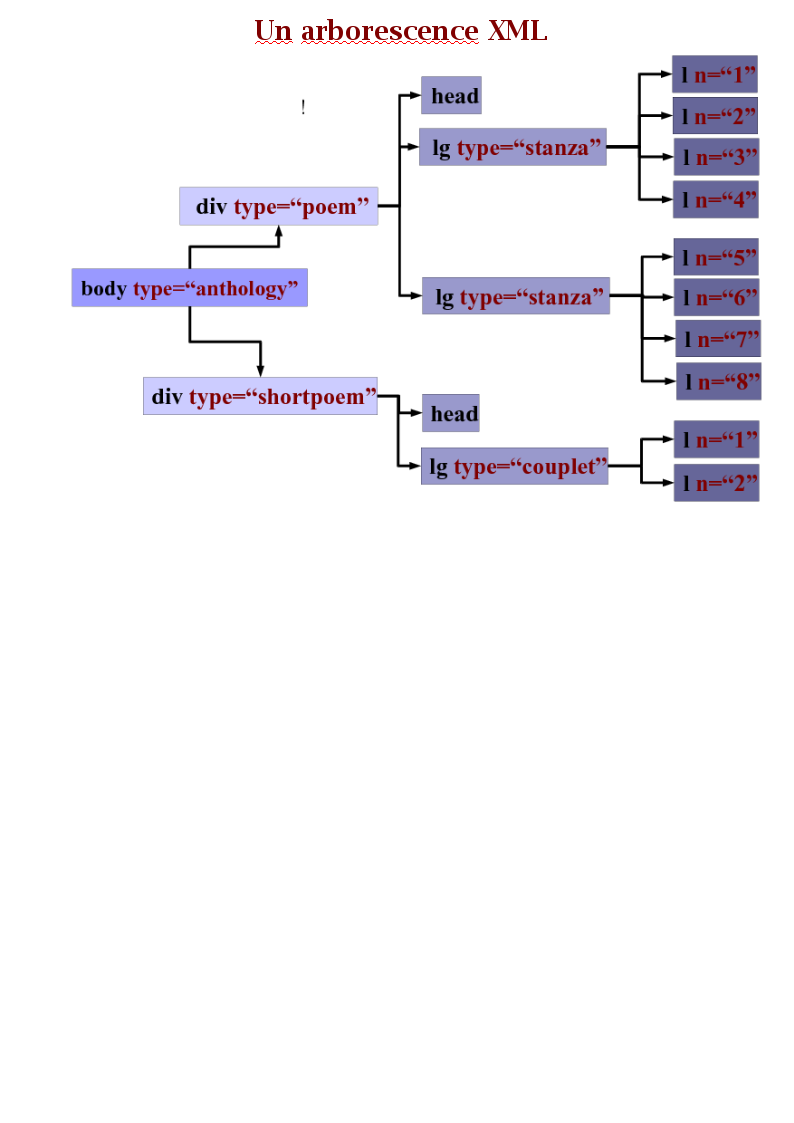 Un arborescence XML
!
head
lg type=“stanza”
l n=“1”
l n=“2”
l n=“3”
l n=“4”
div type=“poem”
lg type=“stanza”
l n=“5”
l n=“6”
l n=“7”
l n=“8”
body type=“anthology”
div type=“shortpoem”
head
lg type=“couplet”
l n=“1”
l n=“2”